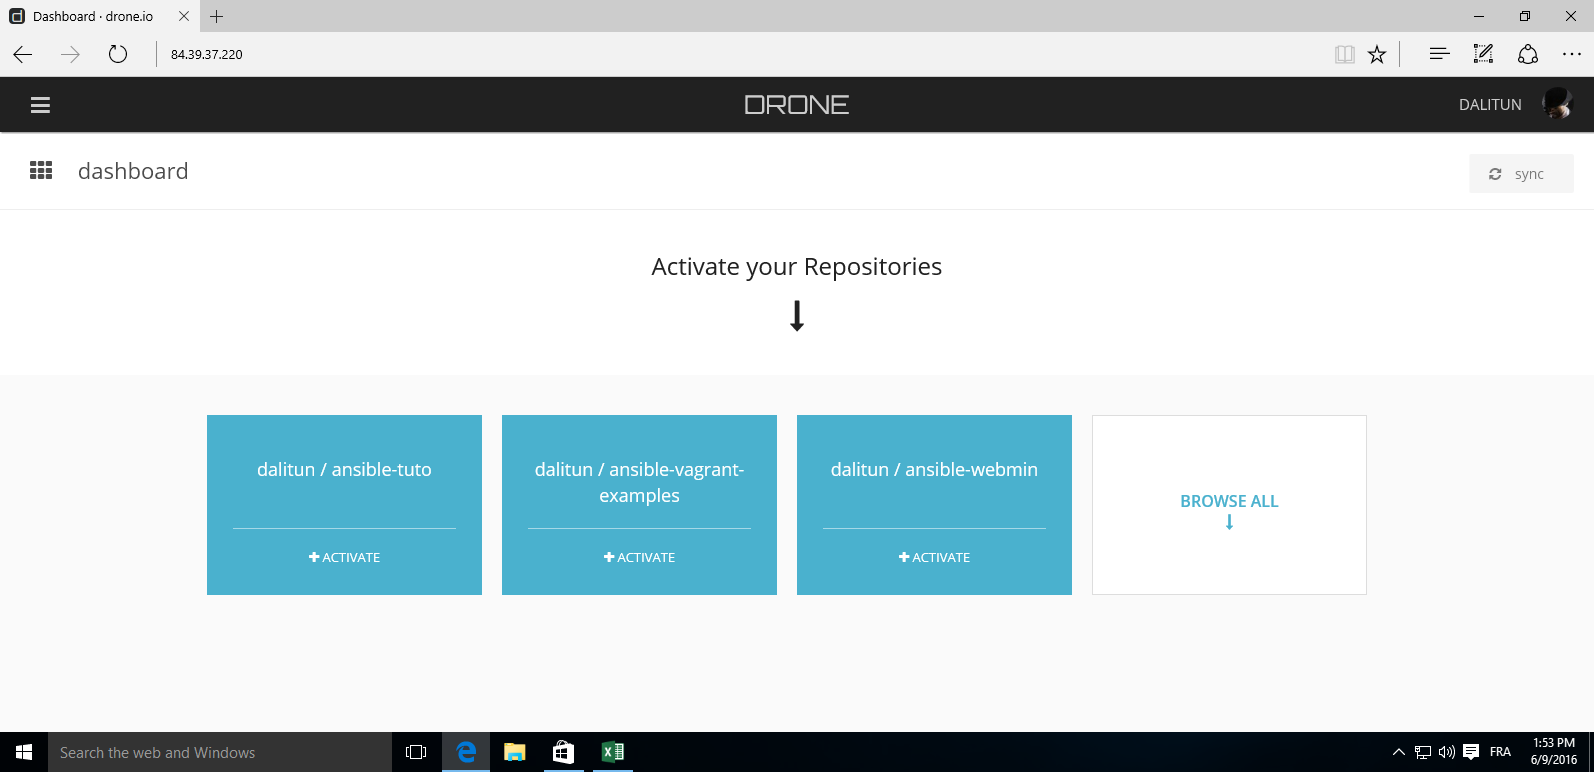 Dashboard · drone.io
84.39.37.220
DRONE
DALITUN
dashboard
sync
Activate your Repositories
dalitun / ansible-tuto
+ ACTIVATE
dalitun / ansible-vagrant-
examples
+ ACTIVATE
dalitun / ansible-webmin
+ ACTIVATE
BROWSE ALL
Search the web and Windows
FRA
1:53 PM
6/9/2016